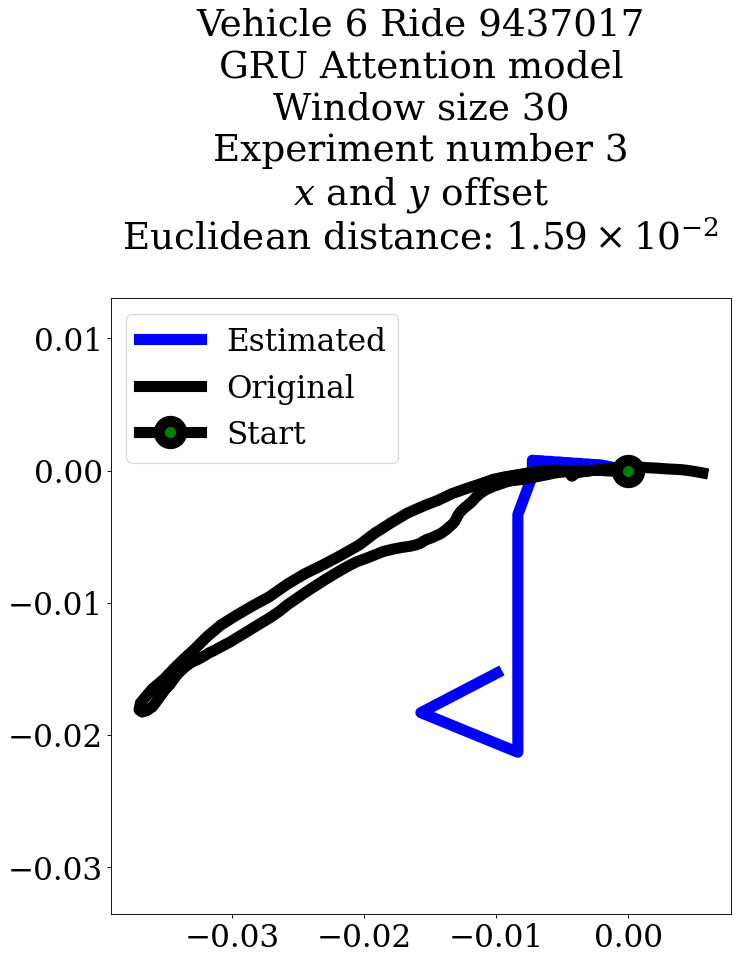 Vehicle 6 Ride 9437017
GRU Attention model
Window size 30
Experiment number 3
x and y offset
Euclidean distance: 1.59 × 10⁻²
Estimated
Original
Start
0.01
0.00
−0.01
−0.02
−0.03
−0.03 −0.02 −0.01 0.00